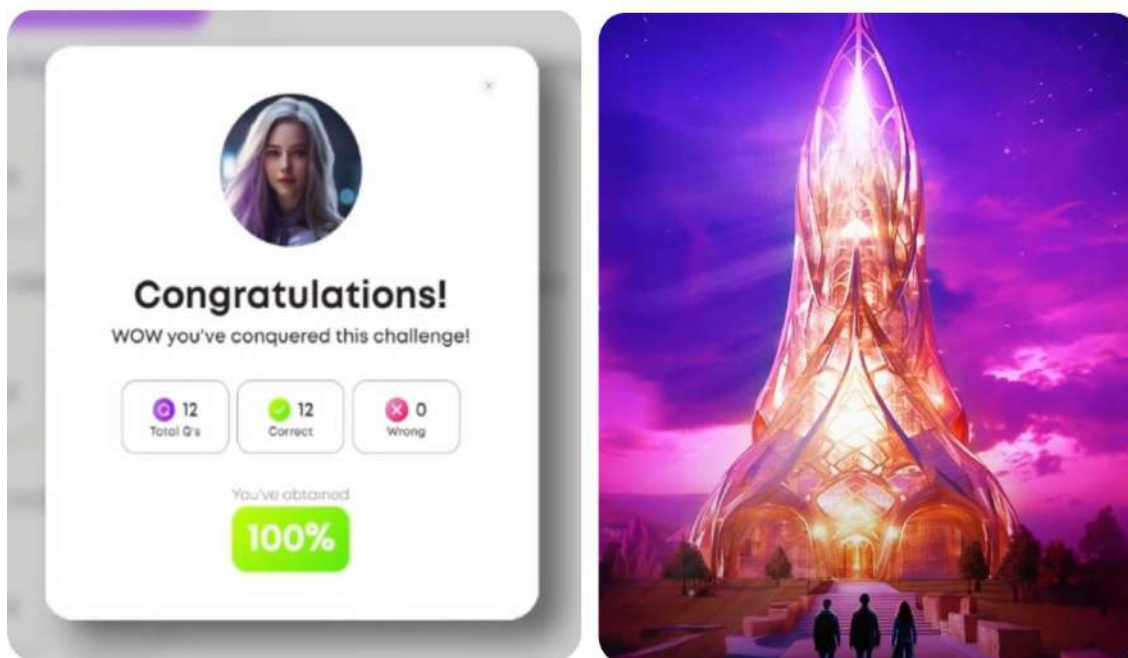 Congratulations!
WOW you've conquered this challenge!
12
Total Q's
12
Correct
0
Wrong
You've obtained
100%